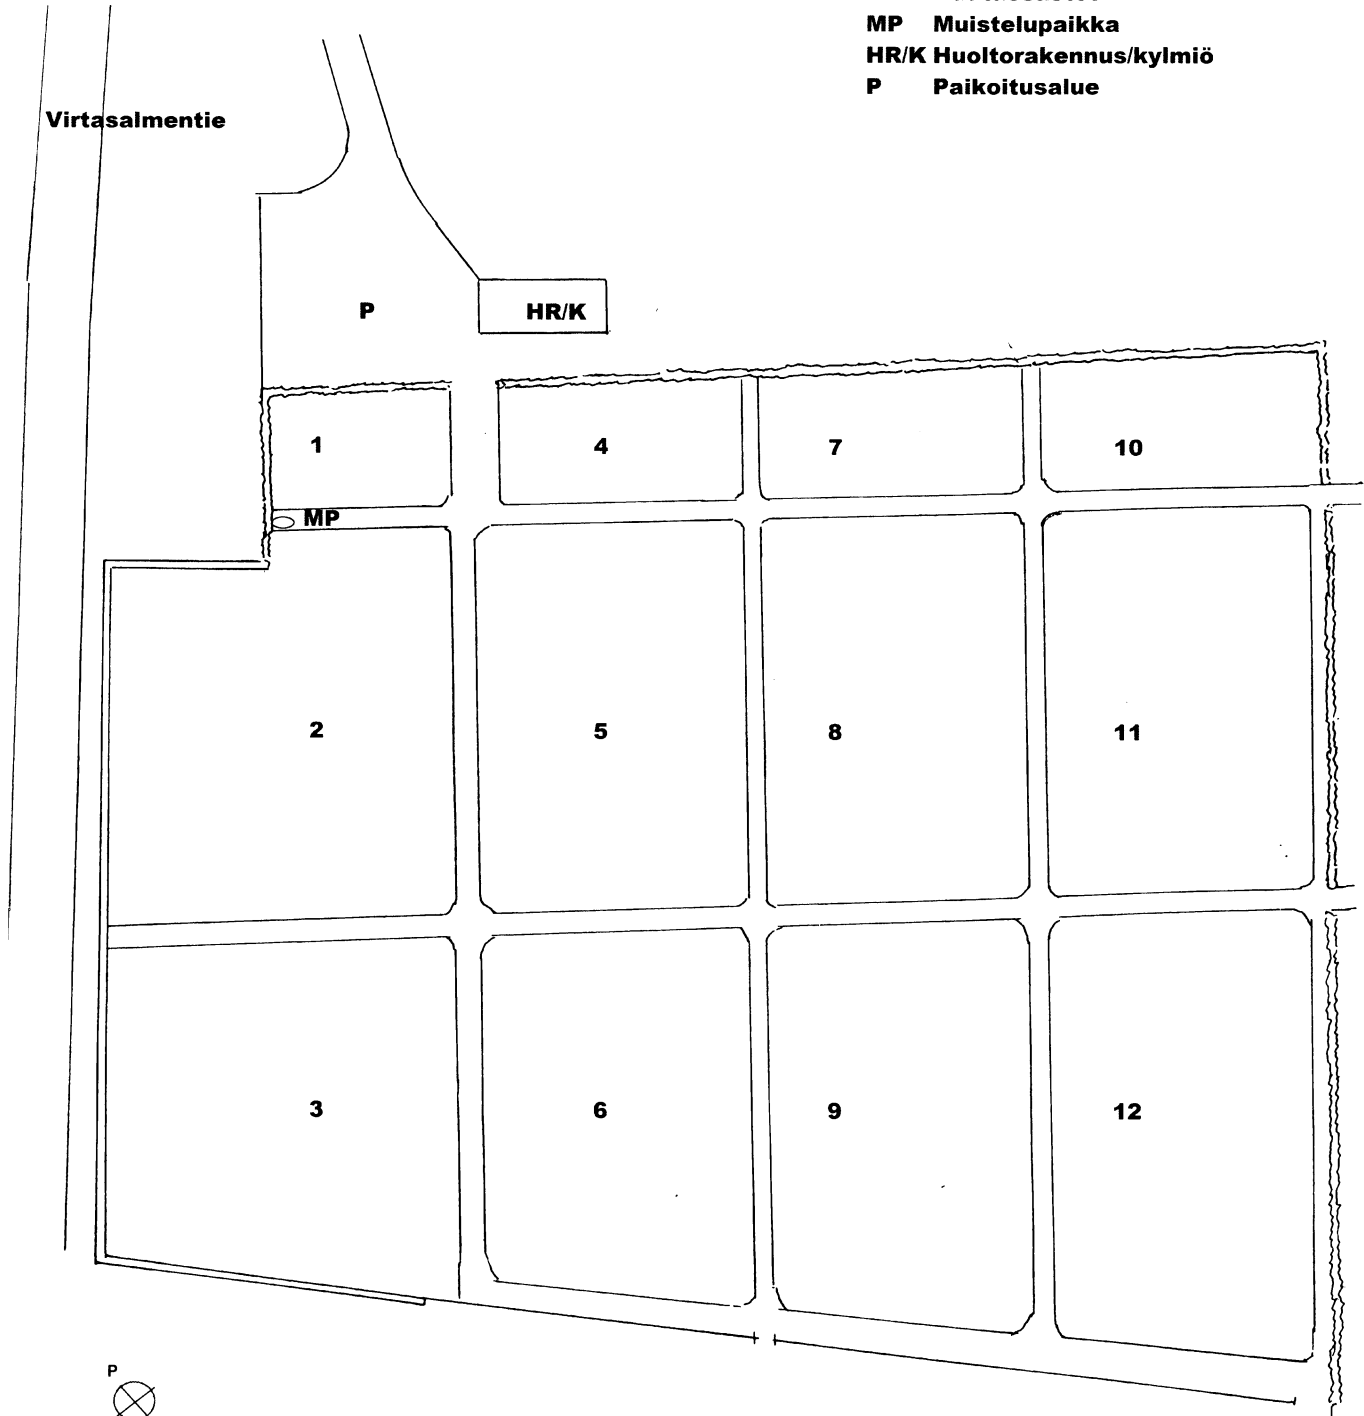 MP Muistelupaikka
HR/K Huoltorakennus/kylmiö
P Paikoitusalue
Virtasalmentie
P
HR/K
1
4
7
10
MP
2
5
8
11
3
6
9
12
P